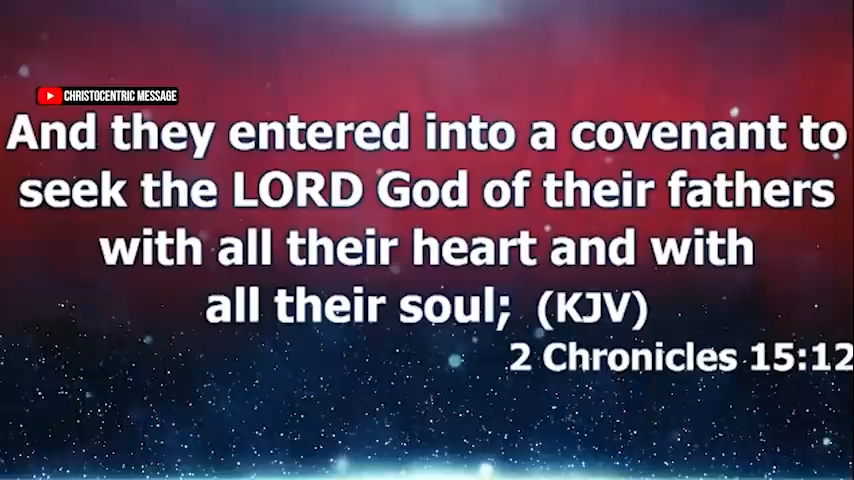 CHRISTOCENTRIC MESSAGE
And they entered into a covenant to
seek the LORD God of their fathers
with all their heart and with
all their soul; (KJV)
2 Chronicles 15:12